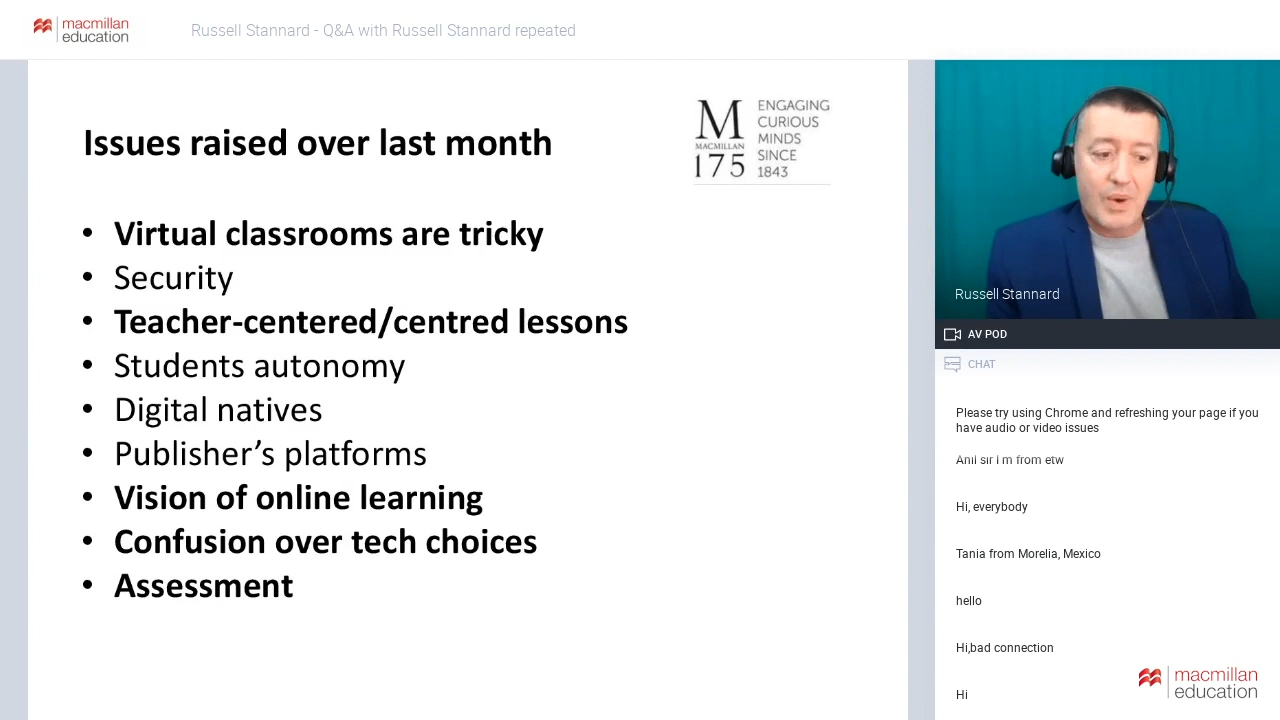 macmillan
education
Russell Stannard - Q&A with Russell Stannard repeated
Issues raised over last month
M
MACMILLAN
175
ENGAGING
CURIOUS
MINDS
SINCE
1843
• Virtual classrooms are tricky
• Security
• Teacher-centered/centred lessons
• Students autonomy
• Digital natives
• Publisher’s platforms
• Vision of online learning
• Confusion over tech choices
• Assessment
Russell Stannard
AV POD
CHAT
Please try using Chrome and refreshing your page if you
have audio or video issues
Anil sir I m from etw
Hi, everybody
Tania from Morelia, Mexico
hello
Hi,bad connection
Hi
macmillan
education